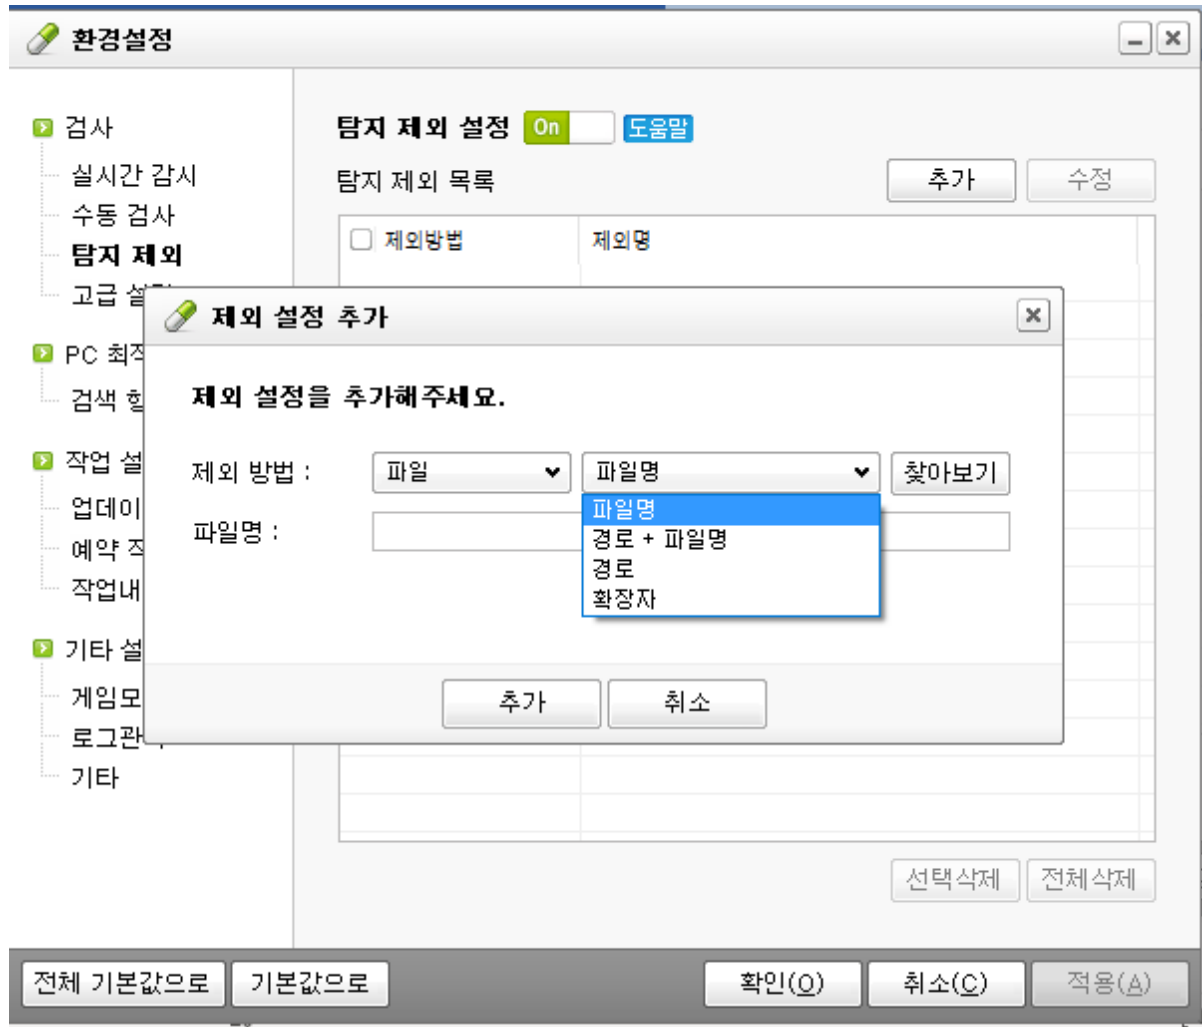 환경설정
검사
실시간 감시
수동 검사
탐지 제외
고급
PC
검색
작업
업데이
예약
작업내
기타
게임모
로그관
기타
탐지 제외 설정 On 도움말
탐지 제외 목록
추가 수정
제외방법 제외명
제외 설정 추가
제외 설정을 추가해주세요.
제외 방법 : 파일 파일명 찾아보기
파일명 :
파일명
경로 + 파일명
경로
확장자
추가 취소
선택삭제 전체삭제
전체 기본값으로 기본값으로 확인(O) 취소(C) 적용(A)